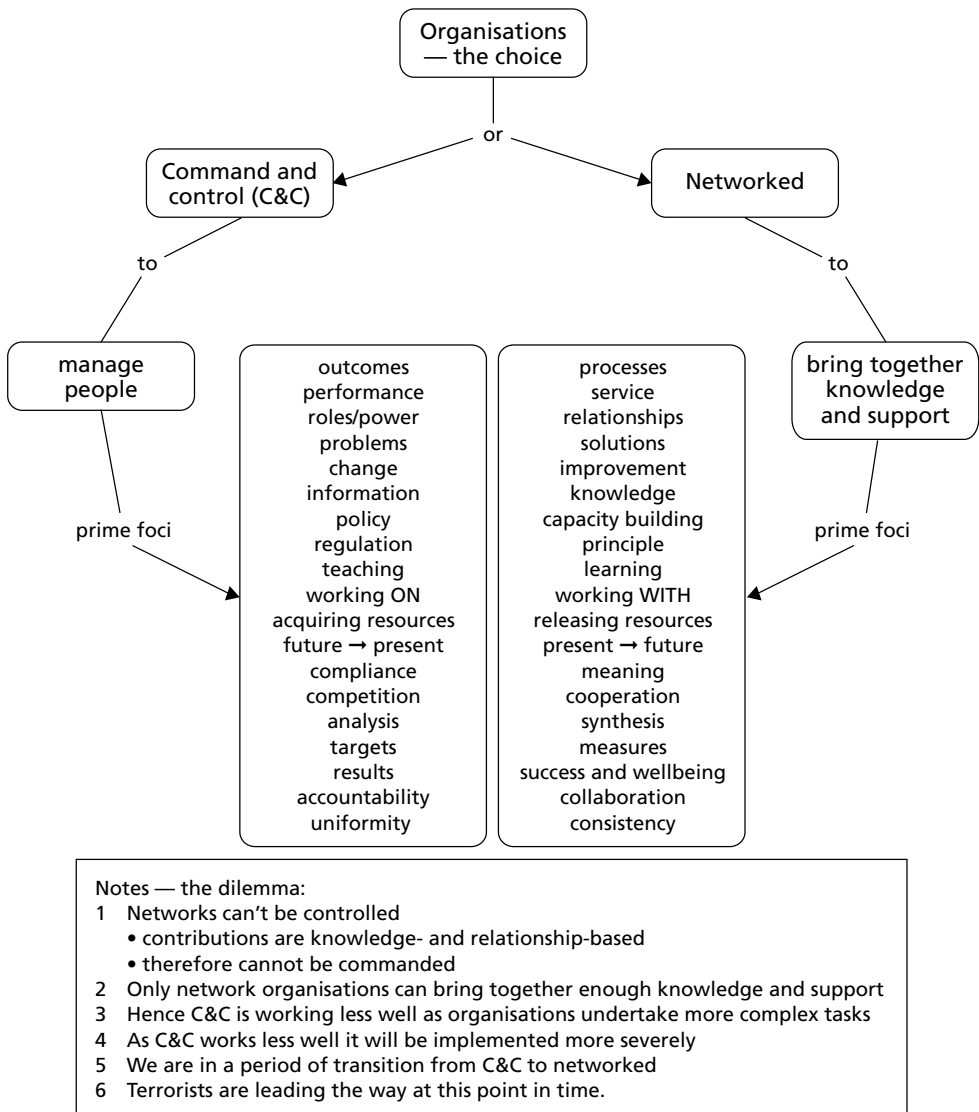 Organisations
— the choice
or
Command and
control (C&C)
Networked
to
to
manage
people
bring together
knowledge
and support
prime foci
prime foci
outcomes
performance
roles/power
problems
change
information
policy
regulation
teaching
working ON
acquiring resources
future → present
compliance
competition
analysis
targets
results
accountability
uniformity
processes
service
relationships
solutions
improvement
knowledge
capacity building
principle
learning
working WITH
releasing resources
present → future
meaning
cooperation
synthesis
measures
success and wellbeing
collaboration
consistency
Notes — the dilemma:
1 Networks can't be controlled
• contributions are knowledge- and relationship-based
• therefore cannot be commanded
2 Only network organisations can bring together enough knowledge and support
3 Hence C&C is working less well as organisations undertake more complex tasks
4 As C&C works less well it will be implemented more severely
5 We are in a period of transition from C&C to networked
6 Terrorists are leading the way at this point in time.